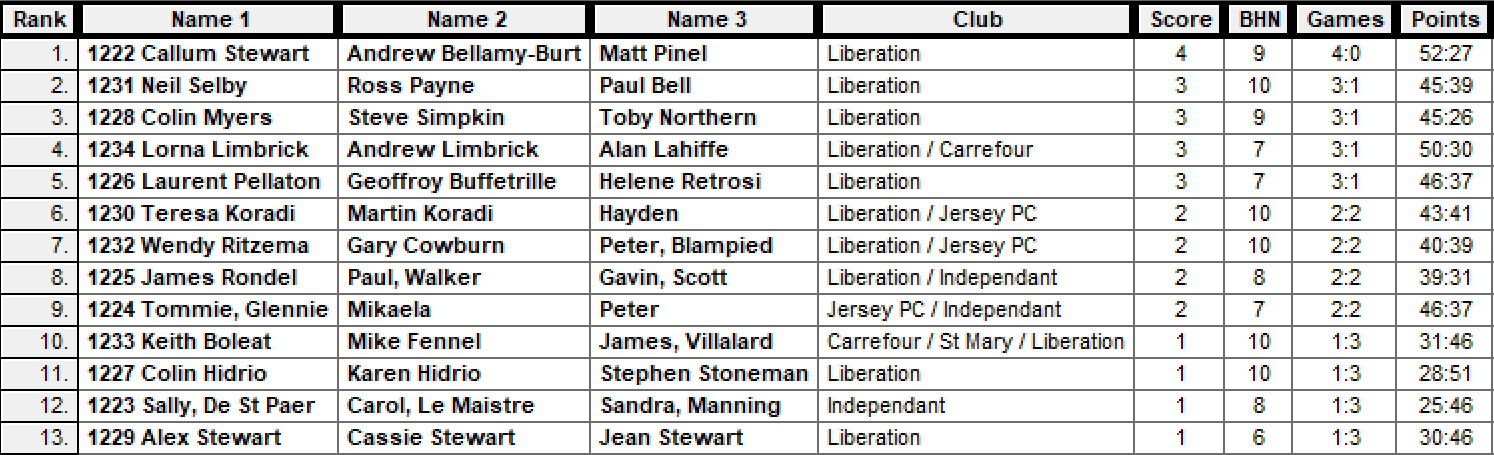 Rank Name 1 Name 2 Name 3 Club Score BHN Games Points
1. 1222 Callum Stewart Andrew Bellamy-Burt Matt Pinel Liberation 4 9 4:0 52:27
2. 1231 Neil Selby Ross Payne Paul Bell Liberation 3 10 3:1 45:39
3. 1228 Colin Myers Steve Simpkin Toby Northern Liberation 3 9 3:1 45:26
4. 1234 Lorna Limbrick Andrew Limbrick Alan Lahiffe Liberation / Carrefour 3 7 3:1 50:30
5. 1226 Laurent Pellaton Geoffroy Buffetrille Helene Retrosi Liberation 3 7 3:1 46:37
6. 1230 Teresa Koradi Martin Koradi Hayden Liberation / Jersey PC 2 10 2:2 43:41
7. 1232 Wendy Ritzema Gary Cowburn Peter, Blampied Liberation / Jersey PC 2 10 2:2 40:39
8. 1225 James Rondel Paul, Walker Gavin, Scott Liberation / Independant 2 8 2:2 39:31
9. 1224 Tommie, Glennie Mikaela Peter Jersey PC / Independant 2 7 2:2 46:37
10. 1233 Keith Boleat Mike Fennel James, Villalard Carrefour / St Mary / Liberation 1 10 1:3 31:46
11. 1227 Colin Hidrio Karen Hidrio Stephen Stoneman Liberation 1 10 1:3 28:51
12. 1223 Sally, De St Paer Carol, Le Maistre Sandra, Manning Independant 1 8 1:3 25:46
13. 1229 Alex Stewart Cassie Stewart Jean Stewart Liberation 1 6 1:3 30:46